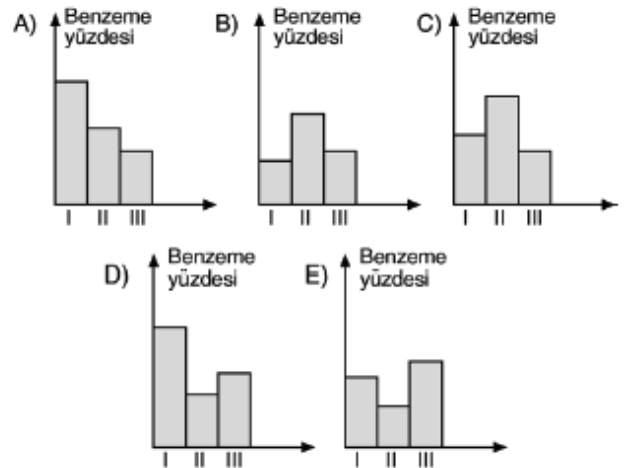 A) Benzeme
yüzdesi
I II III
B) Benzeme
yüzdesi
I II III
C) Benzeme
yüzdesi
I II III
D) Benzeme
yüzdesi
I II III
E) Benzeme
yüzdesi
I II III